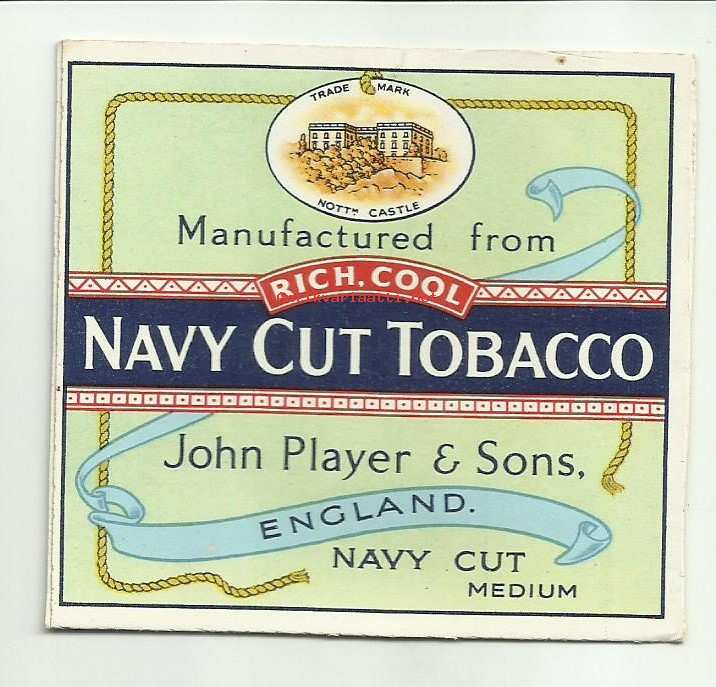 TRADE MARK
NOTTM CASTLE
Manufactured from
RICH, COOL
NAVY CUT TOBACCO
John Player & Sons,
ENGLAND.
NAVY CUT
MEDIUM